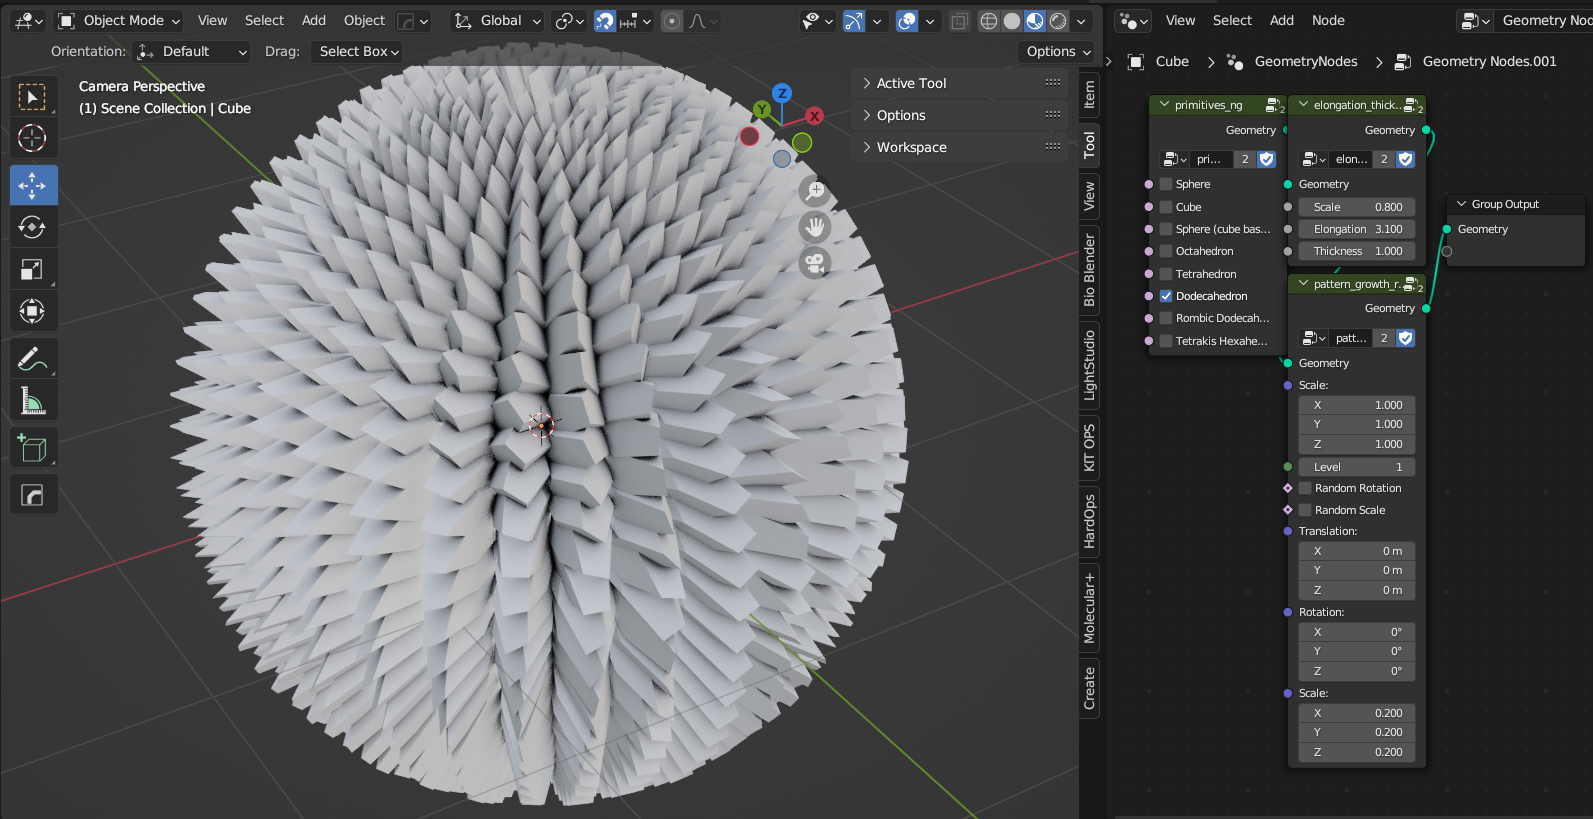 Object Mode
View
Select
Add
Object
Global
View
Select
Add
Node
Orientation:
Default
Drag:
Select Box
Options
Cube
GeometryNodes
Geometry Nodes.001
Camera Perspective
(1) Scene Collection | Cube
Active Tool
Options
Workspace
Z
Y
X
Item
Tool
View
Bio Blender
LightStudio
KIT OPS
HardOps
Molecular+
Create
primitives_ng
2
Geometry
pri...
2
Sphere
Cube
Sphere (cube bas...
Octahedron
Tetrahedron
Dodecahedron
Rombic Dodecah...
Tetrakis Hexahe...
elongation_thick...
2
Geometry
elon...
2
Geometry
Scale 0.800
Elongation 3.100
Thickness 1.000
pattern_growth_r...
2
Geometry
patt...
2
Geometry
Scale:
X 1.000
Y 1.000
Z 1.000
Level 1
Random Rotation
Random Scale
Translation:
X 0 m
Y 0 m
Z 0 m
Rotation:
X 0°
Y 0°
Z 0°
Scale:
X 0.200
Y 0.200
Z 0.200
Group Output
Geometry